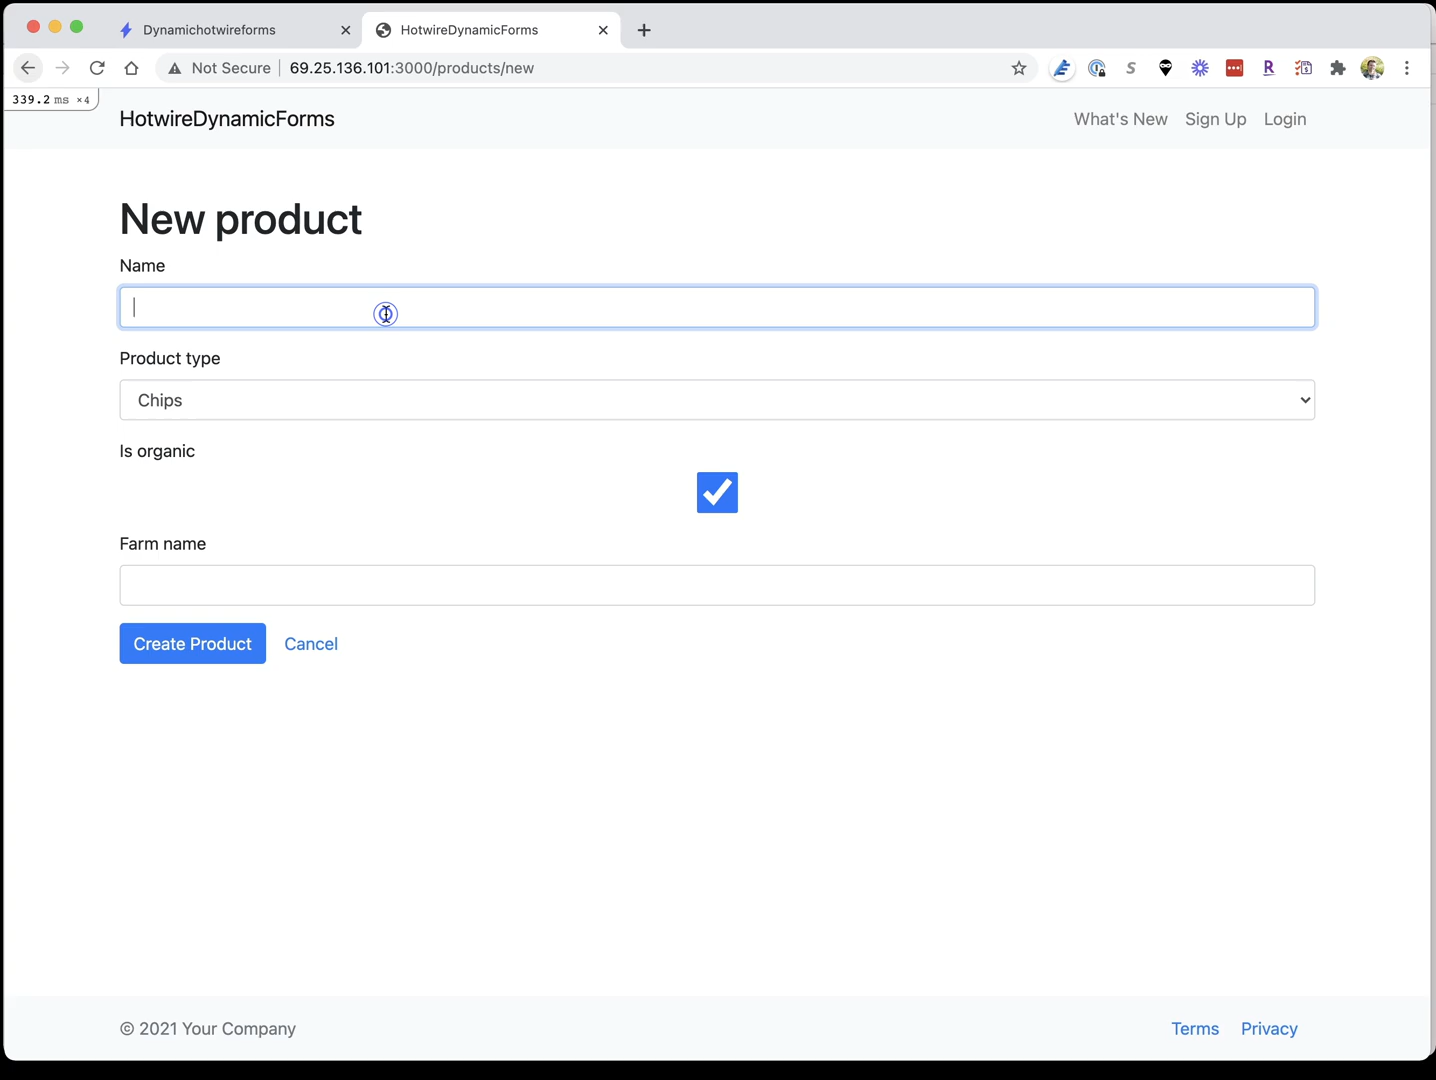 Dynamichotwireforms
HotwireDynamicForms
Not Secure 69.25.136.101:3000/products/new
S
R
339.2 ms ×4
HotwireDynamicForms
What's New Sign Up Login
New product
Name
Product type
Chips
Is organic
Farm name
Create Product Cancel
© 2021 Your Company
Terms Privacy